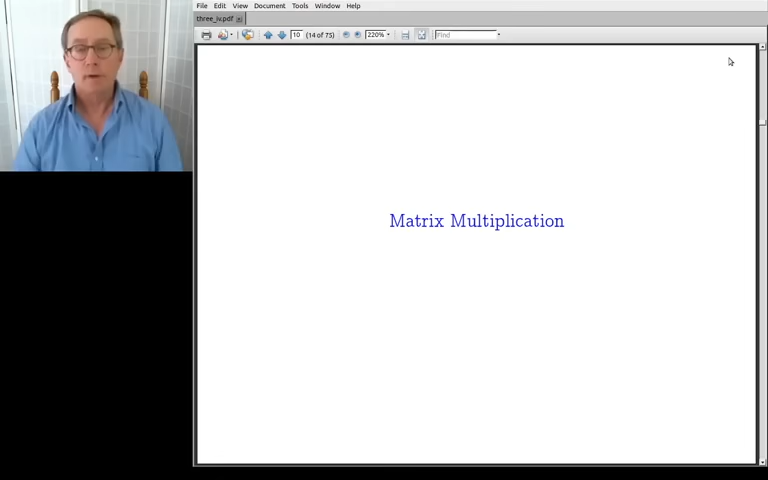 File Edit View Document Tools Window Help
three_iv.pdf
10 (14 of 75) 220% Find
Matrix Multiplication